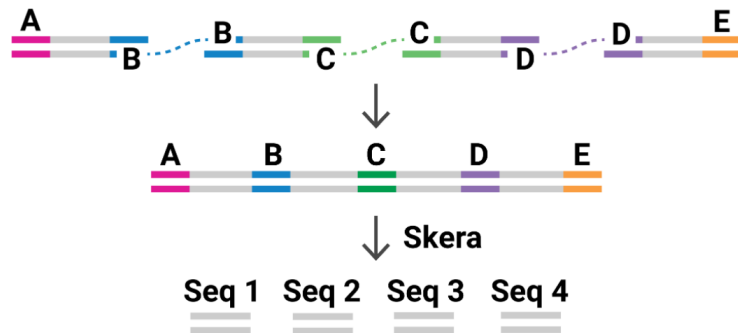 A B C D E
B C D
A B C D E
Skera
Seq 1 Seq 2 Seq 3 Seq 4